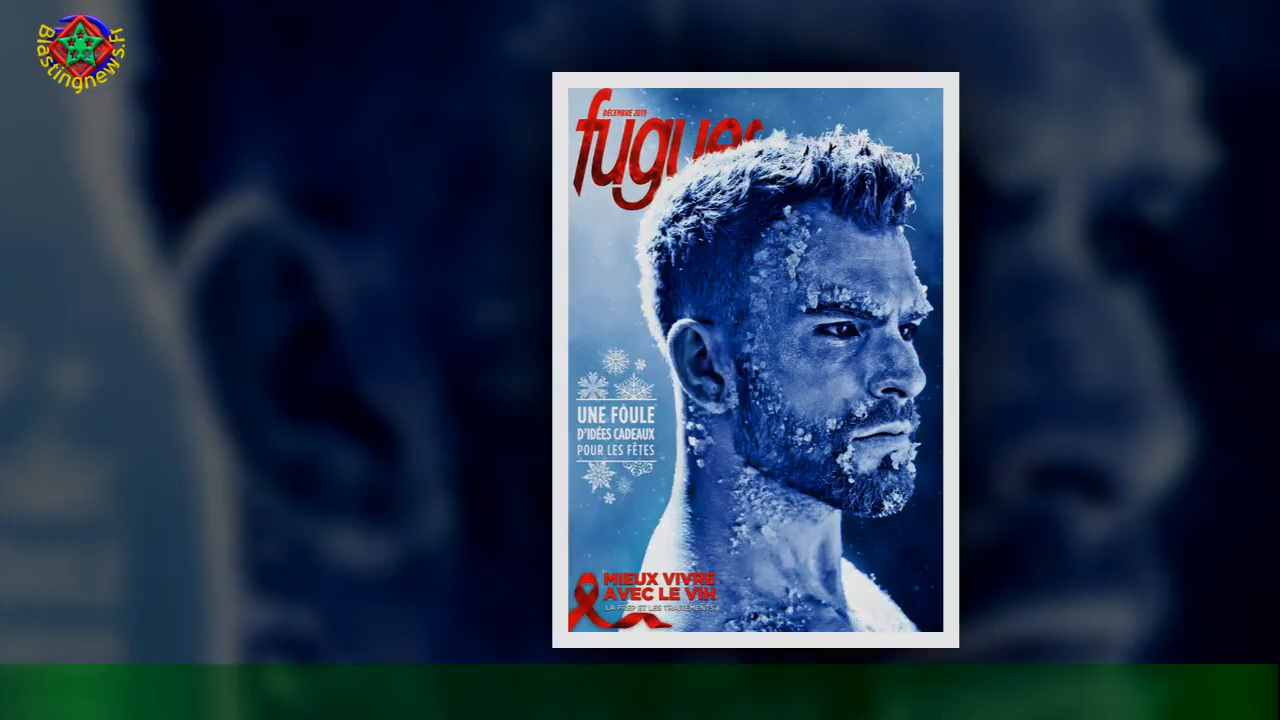 Blastingnews.Fr
DÉCEMBRE 2019
fugues
UNE FOULE
D'IDÉES CADEAUX
POUR LES FÊTES
MIEUX VIVRE
AVEC LE VIH
LA PREP ET LES TRAITEMENTS